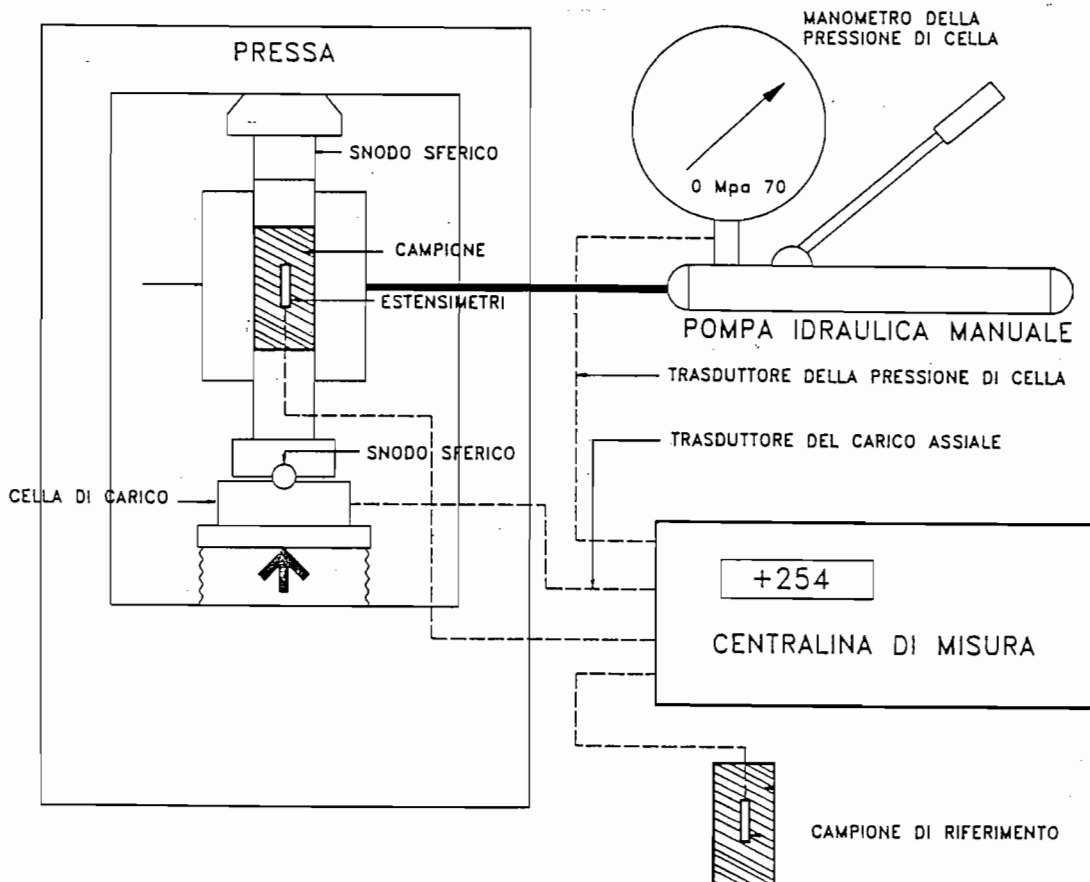 MANOMETRO DELLA
PRESSIONE DI CELLA
PRESSA
SNODO SFERICO
0 Mpa 70
CAMPIONE
ESTENSIMETRI
POMPA IDRAULICA MANUALE
TRASDUTTORE DELLA PRESSIONE DI CELLA
TRASDUTTORE DEL CARICO ASSIALE
SNODO SFERICO
CELLA DI CARICO
+254
CENTRALINA DI MISURA
CAMPIONE DI RIFERIMENTO